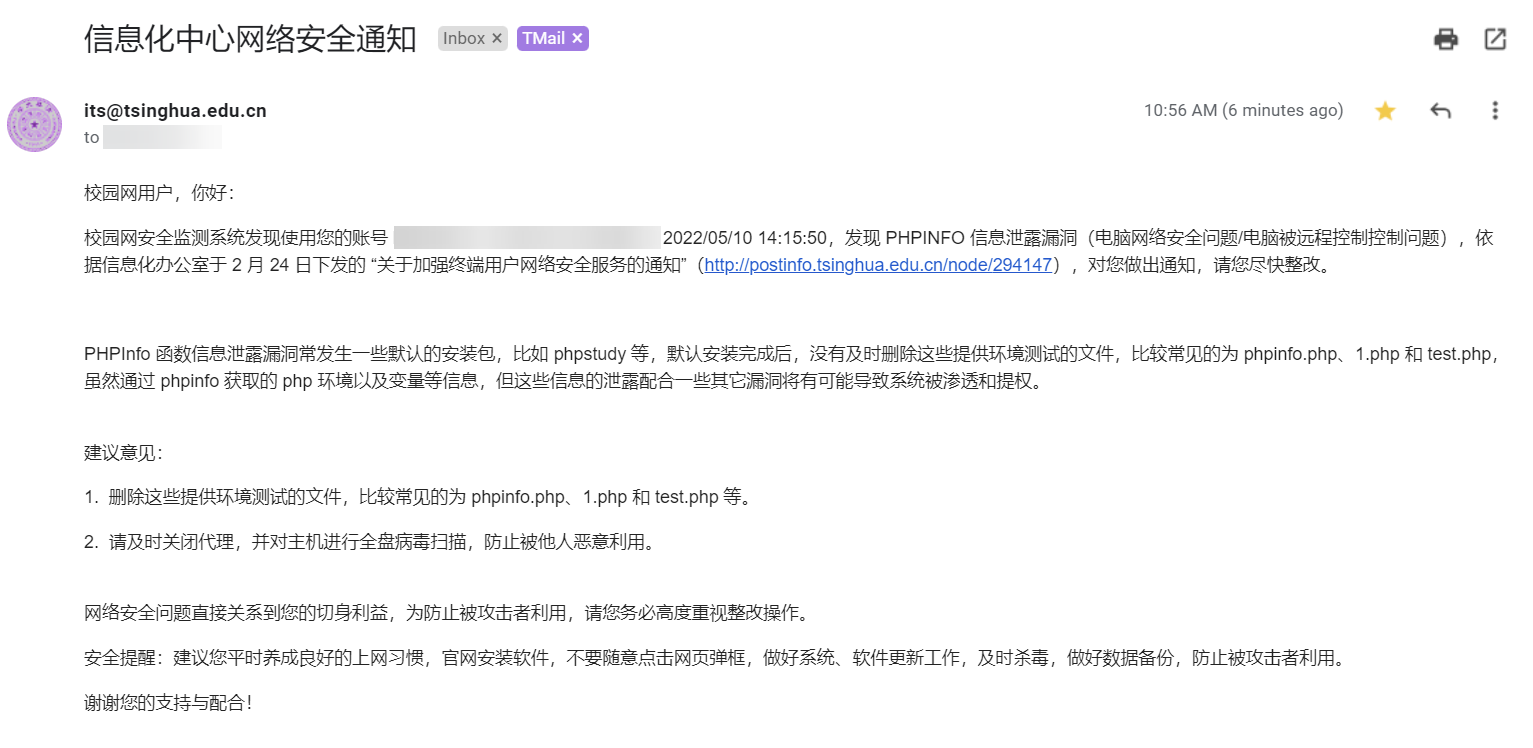 信息化中心网络安全通知 Inbox × TMail ×
its@tsinghua.edu.cn 10:56 AM (6 minutes ago)
to
校园网用户，你好：
校园网安全监测系统发现使用您的账号 2022/05/10 14:15:50，发现 PHPINFO 信息泄露漏洞（电脑网络安全问题/电脑被远程控制控制问题），依
据信息化办公室于 2 月 24 日下发的 “关于加强终端用户网络安全服务的通知”（http://postinfo.tsinghua.edu.cn/node/294147），对您做出通知，请您尽快整改。
PHPInfo 函数信息泄露漏洞常发生一些默认的安装包，比如 phpstudy 等，默认安装完成后，没有及时删除这些提供环境测试的文件，比较常见的为 phpinfo.php、1.php 和 test.php，
虽然通过 phpinfo 获取的 php 环境以及变量等信息，但这些信息的泄露配合一些其它漏洞将有可能导致系统被渗透和提权。
建议意见：
1. 删除这些提供环境测试的文件，比较常见的为 phpinfo.php、1.php 和 test.php 等。
2. 请及时关闭代理，并对主机进行全盘病毒扫描，防止被他人恶意利用。
网络安全问题直接关系到您的切身利益，为防止被攻击者利用，请您务必高度重视整改操作。
安全提醒：建议您平时养成良好的上网习惯，官网安装软件，不要随意点击网页弹框，做好系统、软件更新工作，及时杀毒，做好数据备份，防止被攻击者利用。
谢谢您的支持与配合！